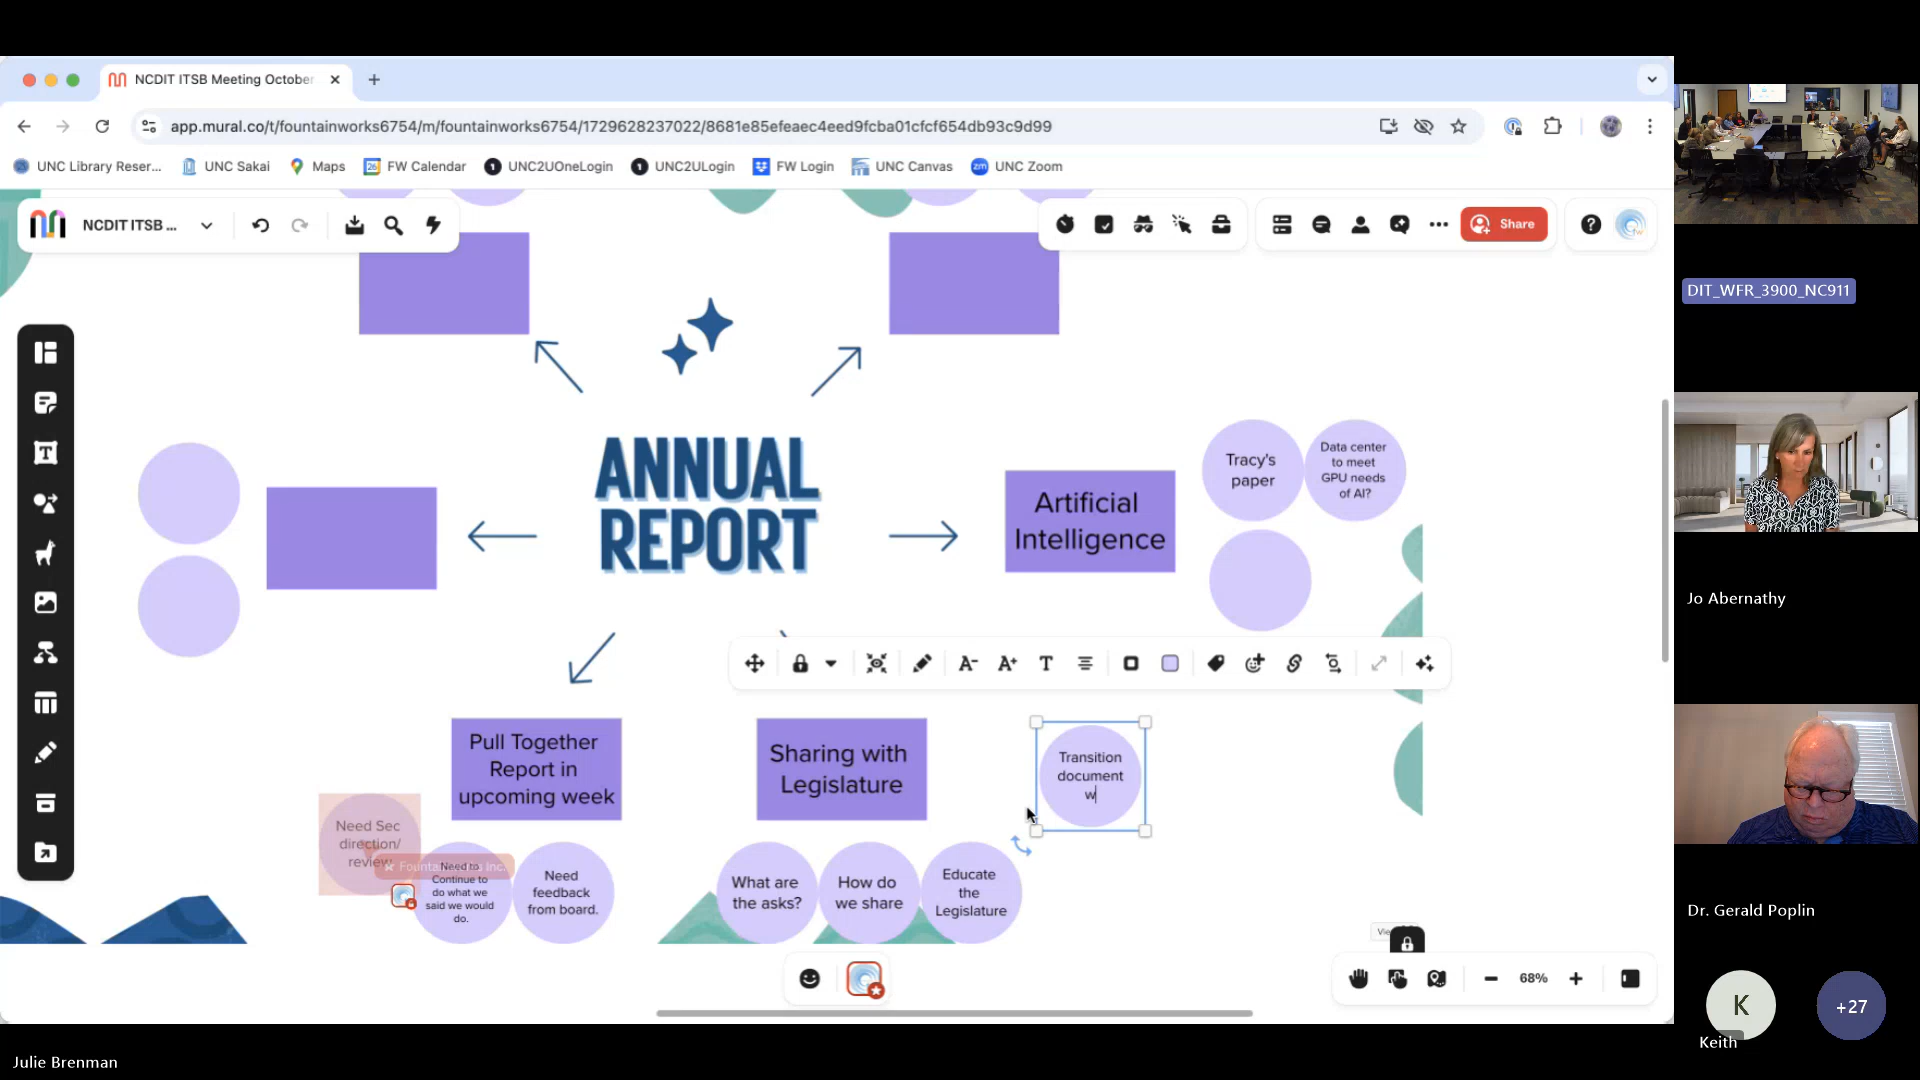 NCDIT ITSB Meeting October
app.mural.co/t/fountainworks6754/m/fountainworks6754/1729628237022/8681e85efeaec4eed9fcba01cfcf654db93c9d99
UNC Library Reser...
UNC Sakai
Maps
FW Calendar
UNC2UOneLogin
UNC2ULogin
FW Login
UNC Canvas
UNC Zoom
NCDIT ITSB ...
Share
ANNUAL
REPORT
Artificial
Intelligence
Tracy's
paper
Data center
to meet
GPU needs
of AI?
Pull Together
Report in
upcoming week
Sharing with
Legislature
Transition
document
w
Need Sec
direction/
review
Need to
Continue to
do what we
said we would
do.
Need
feedback
from board.
What are
the asks?
How do
we share
Educate
the
Legislature
68%
DIT_WFR_3900_NC911
Jo Abernathy
Dr. Gerald Poplin
K
+27
Keith
Julie Brenman